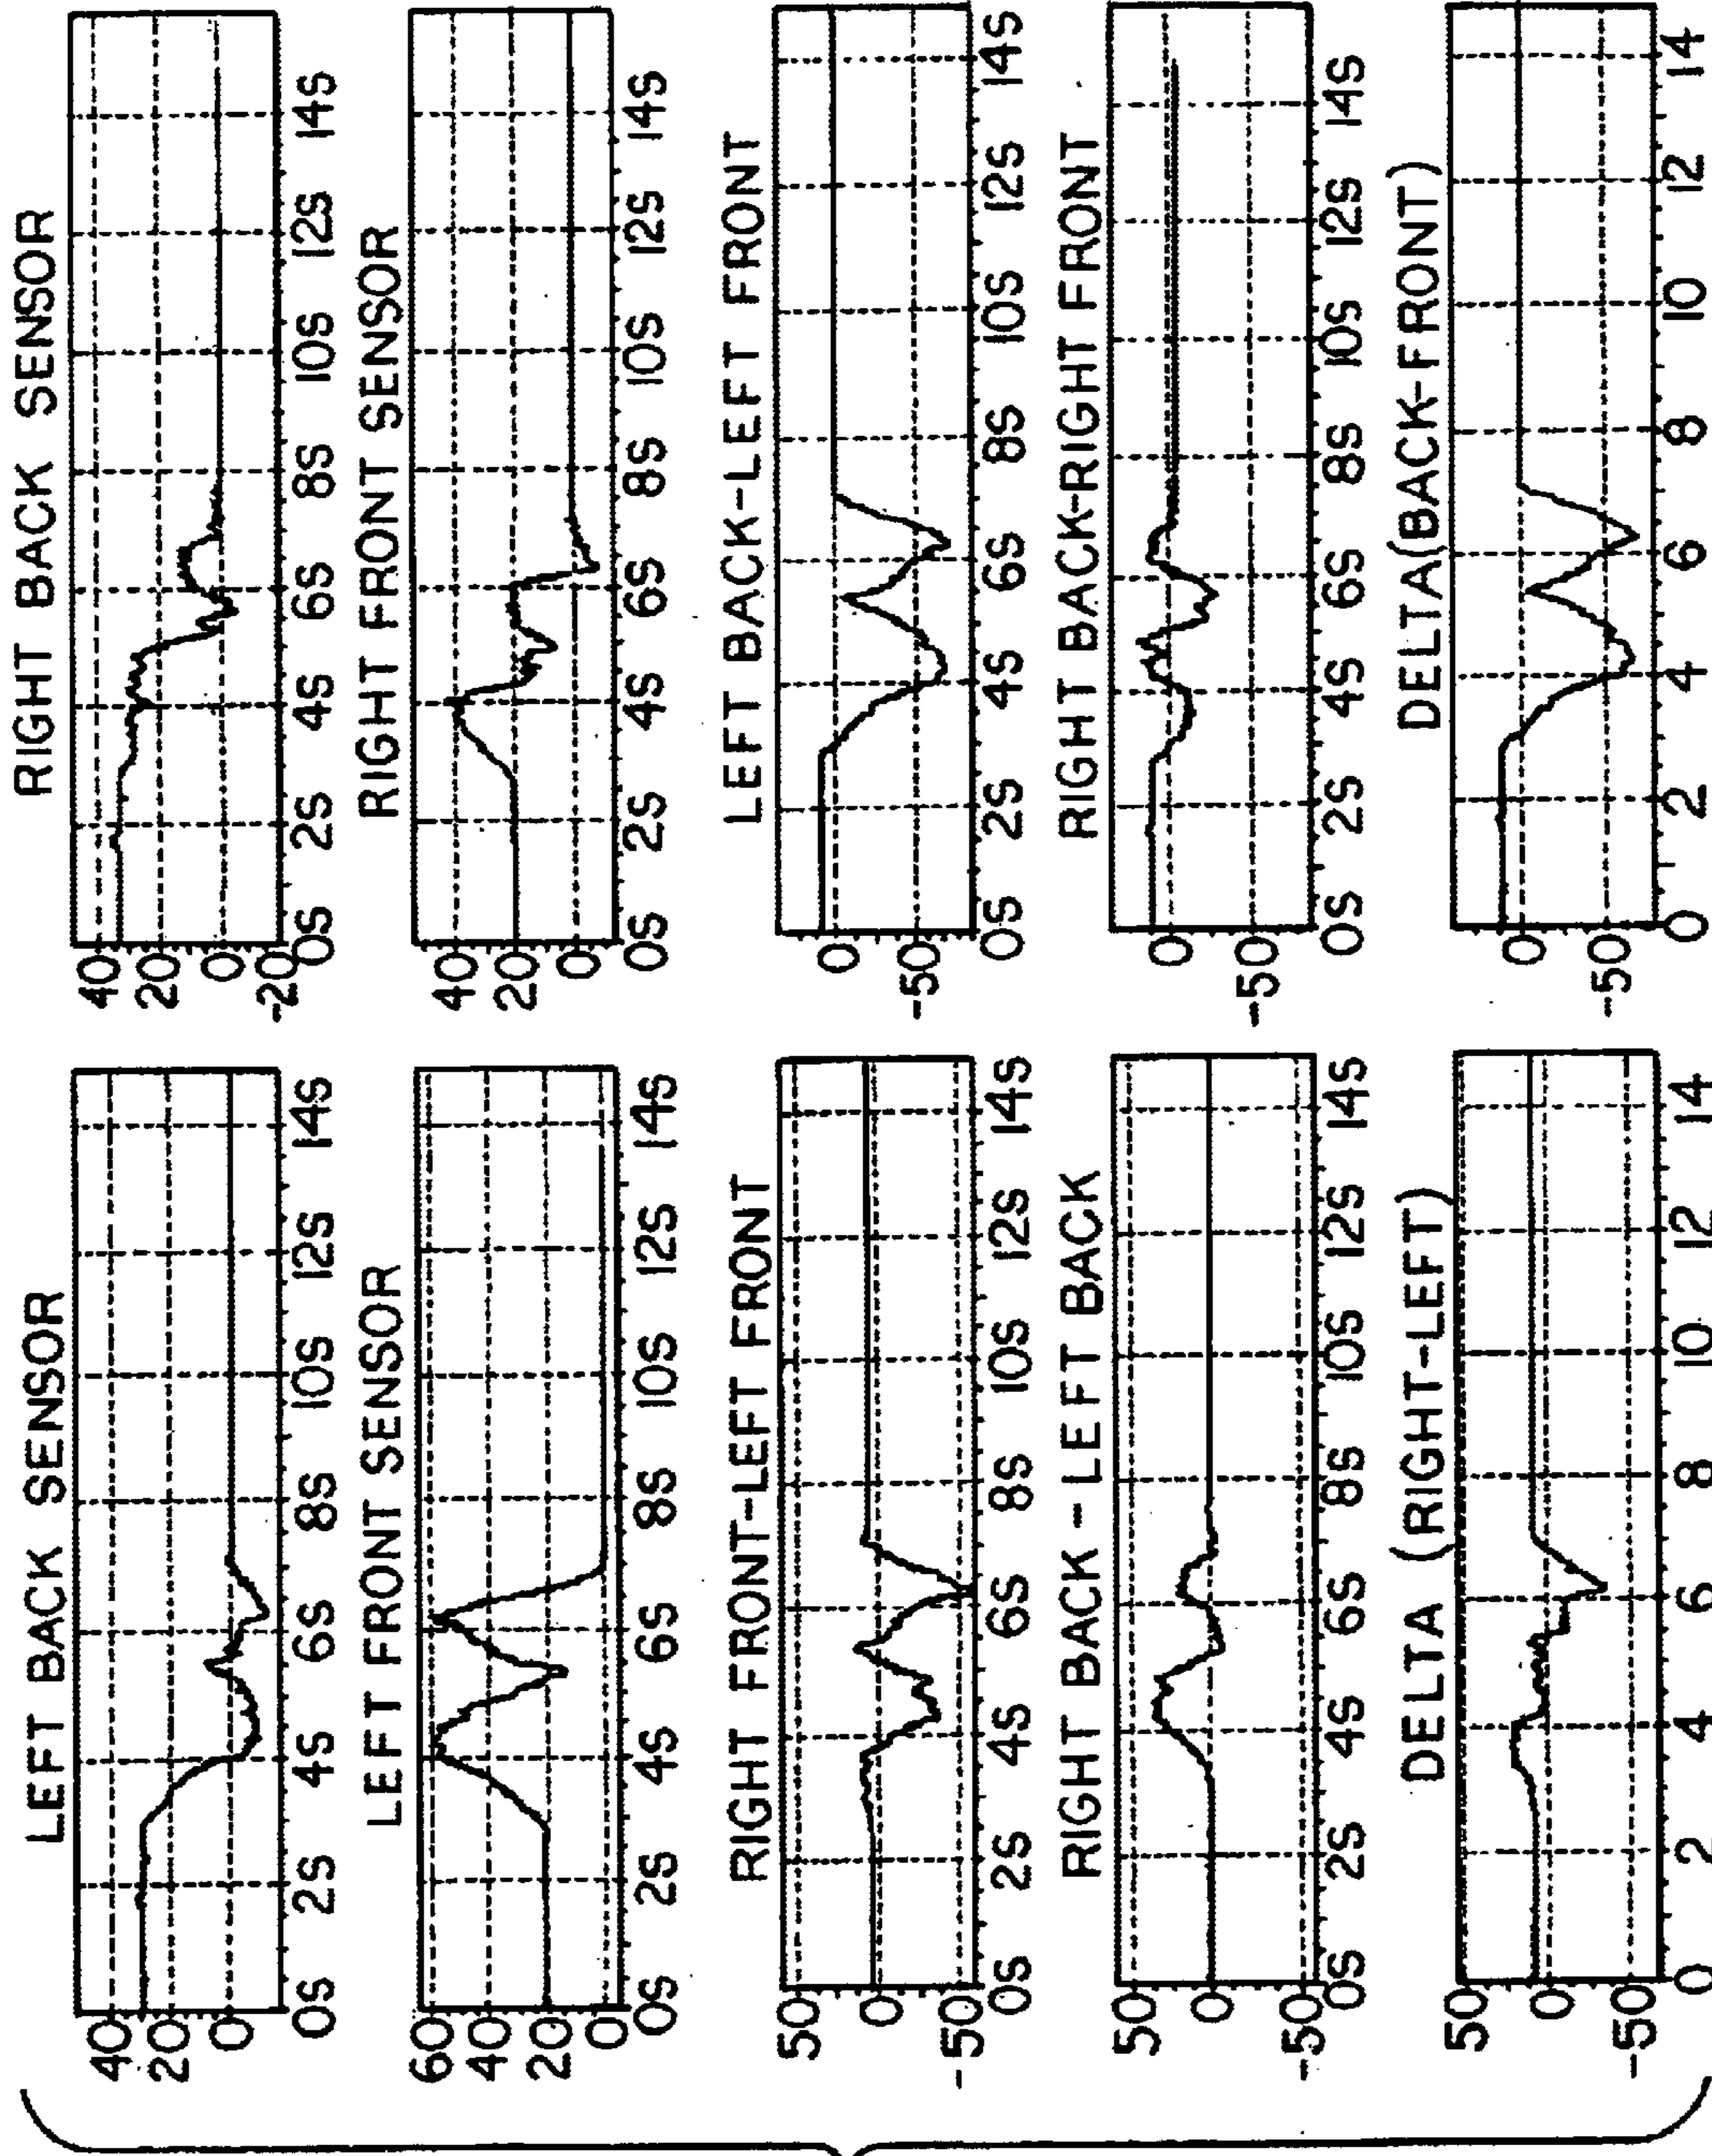 LEFT BACK SENSOR
40
20
0
0S 2S 4S 6S 8S 10S 12S 14S
LEFT FRONT SENSOR
60
40
20
0
0S 2S 4S 6S 8S 10S 12S 14S
RIGHT FRONT-LEFT FRONT
50
0
-50
0S 2S 4S 6S 8S 10S 12S 14S
RIGHT BACK - LEFT BACK
50
0
-50
0S 2S 4S 6S 8S 10S 12S 14S
DELTA (RIGHT-LEFT)
50
0
-50
0 2 4 6 8 10 12 14
RIGHT BACK SENSOR
40
20
0
-20
0S 2S 4S 6S 8S 10S 12S 14S
RIGHT FRONT SENSOR
40
20
0
0S 2S 4S 6S 8S 10S 12S 14S
LEFT BACK-LEFT FRONT
0
-50
0S 2S 4S 6S 8S 10S 12S 14S
RIGHT BACK-RIGHT FRONT
0
-50
0S 2S 4S 6S 8S 10S 12S 14S
DELTA(BACK-FRONT)
0
-50
0 2 4 6 8 10 12 14